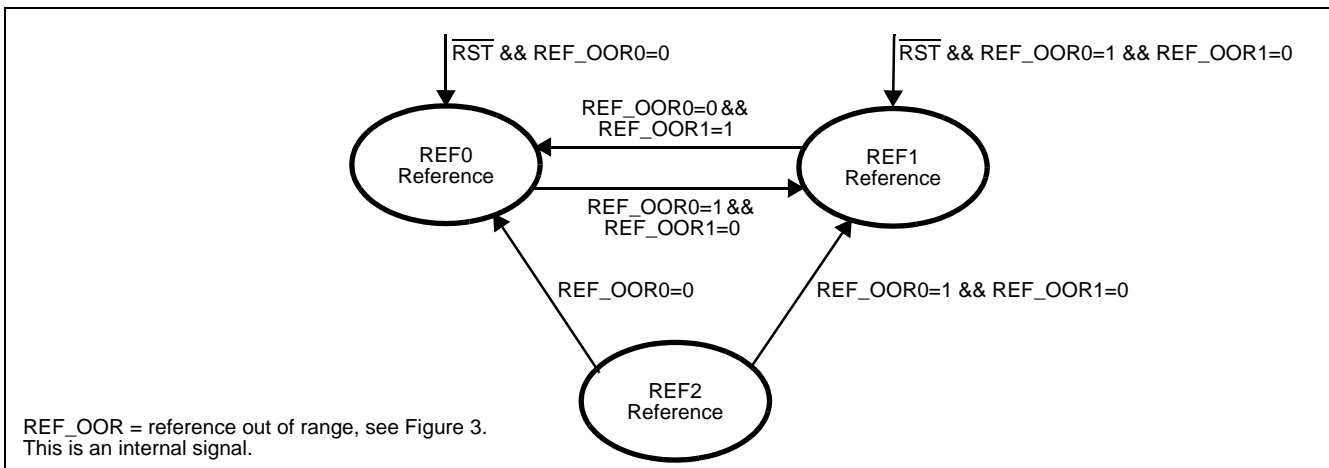 R̅S̅T̅ && REF_OOR0=0
R̅S̅T̅ && REF_OOR0=1 && REF_OOR1=0
REF_OOR0=0 &&
REF_OOR1=1
REF0
Reference
REF1
Reference
REF_OOR0=1 &&
REF_OOR1=0
REF_OOR0=0
REF_OOR0=1 && REF_OOR1=0
REF2
Reference
REF_OOR = reference out of range, see Figure 3.
This is an internal signal.